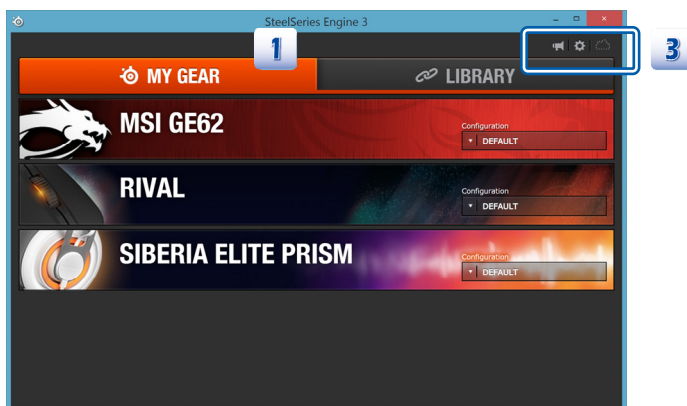 SteelSeries Engine 3
1
3
MY GEAR
LIBRARY
MSI GE62
Configuration
DEFAULT
RIVAL
Configuration
DEFAULT
SIBERIA ELITE PRISM
Configuration
DEFAULT